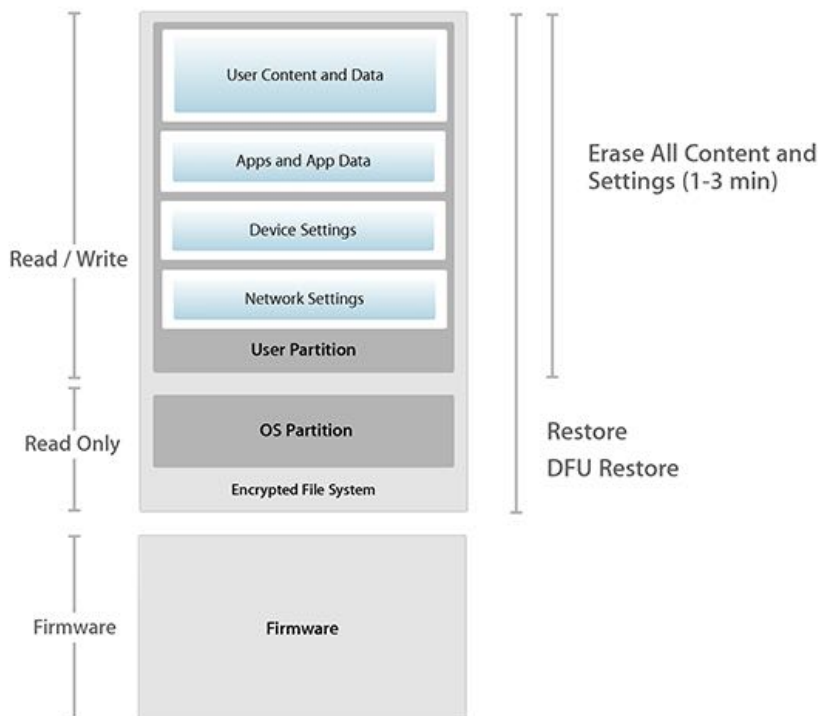 User Content and Data
Apps and App Data
Device Settings
Network Settings
User Partition
OS Partition
Encrypted File System
Firmware
Read / Write
Read Only
Firmware
Erase All Content and
Settings (1-3 min)
Restore
DFU Restore